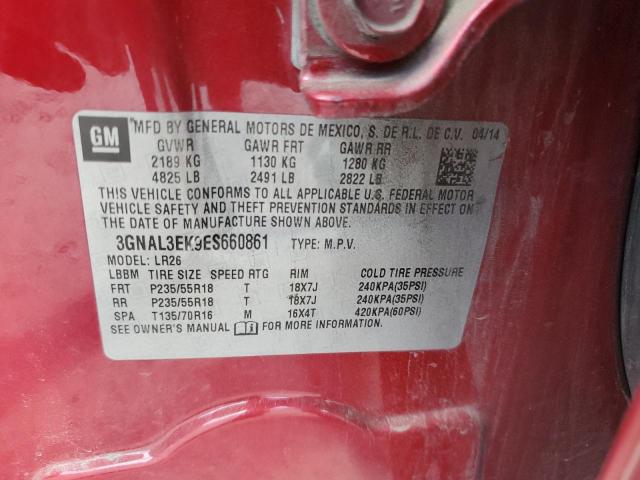 GM
MFD BY GENERAL MOTORS DE MEXICO, S. DE R.L. DE C.V. 04/14
GVWR GAWR FRT GAWR RR
2189 KG 1130 KG 1280 KG
4825 LB 2491 LB 2822 LB
THIS VEHICLE CONFORMS TO ALL APPLICABLE U.S. FEDERAL MOTOR
VEHICLE SAFETY AND THEFT PREVENTION STANDARDS IN EFFECT ON
THE DATE OF MANUFACTURE SHOWN ABOVE.
3GNAL3EK9ES660861 TYPE: M.P.V.
MODEL: LR26
LBBM TIRE SIZE SPEED RTG RIM COLD TIRE PRESSURE
FRT P235/55R18 T 18X7J 240KPA(35PSI)
RR P235/55R18 T 18X7J 240KPA(35PSI)
SPA T135/70R16 M 16X4T 420KPA(60PSI)
SEE OWNER'S MANUAL FOR MORE INFORMATION